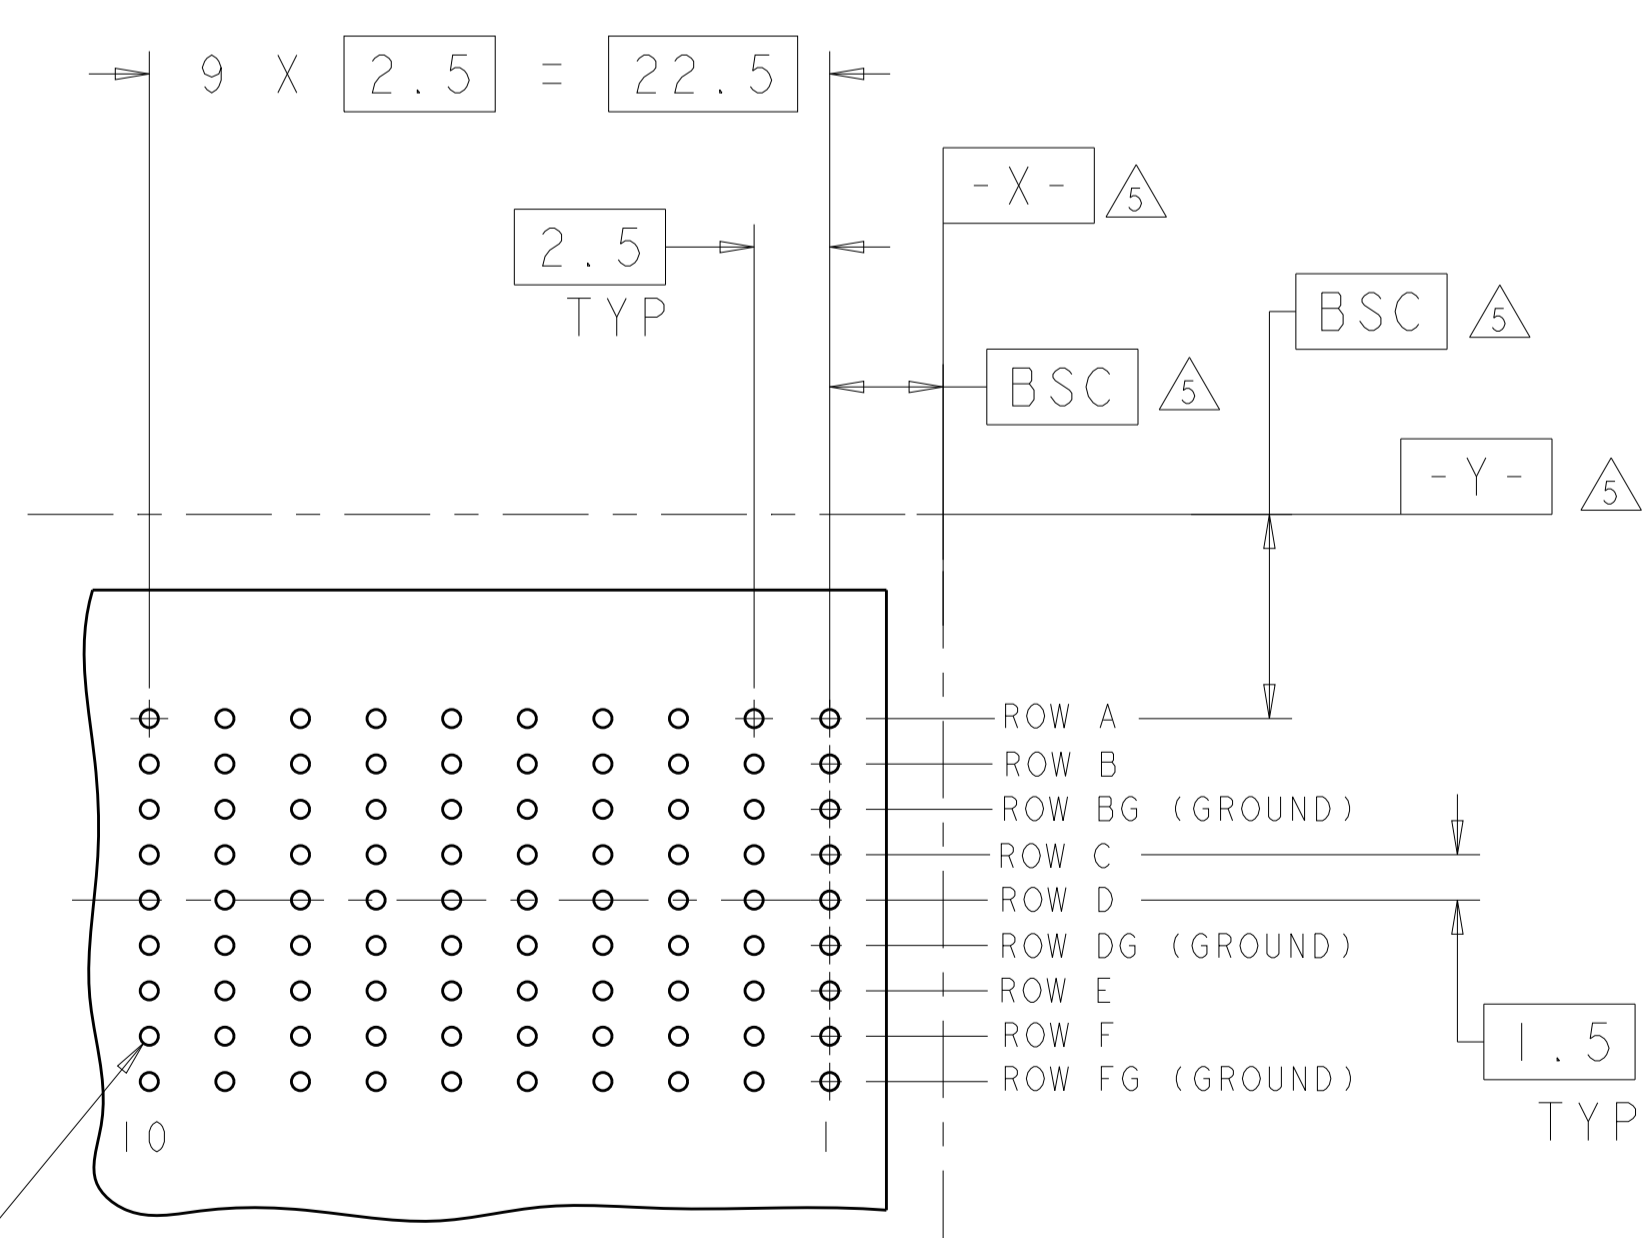 9 X 2.5 = 22.5
-X- 5
2.5
TYP
BSC 5
BSC 5
-Y- 5
ROW A
ROW B
ROW BG (GROUND)
ROW C
ROW D
ROW DG (GROUND)
ROW E
ROW F
1.5
ROW FG (GROUND)
TYP
10 1